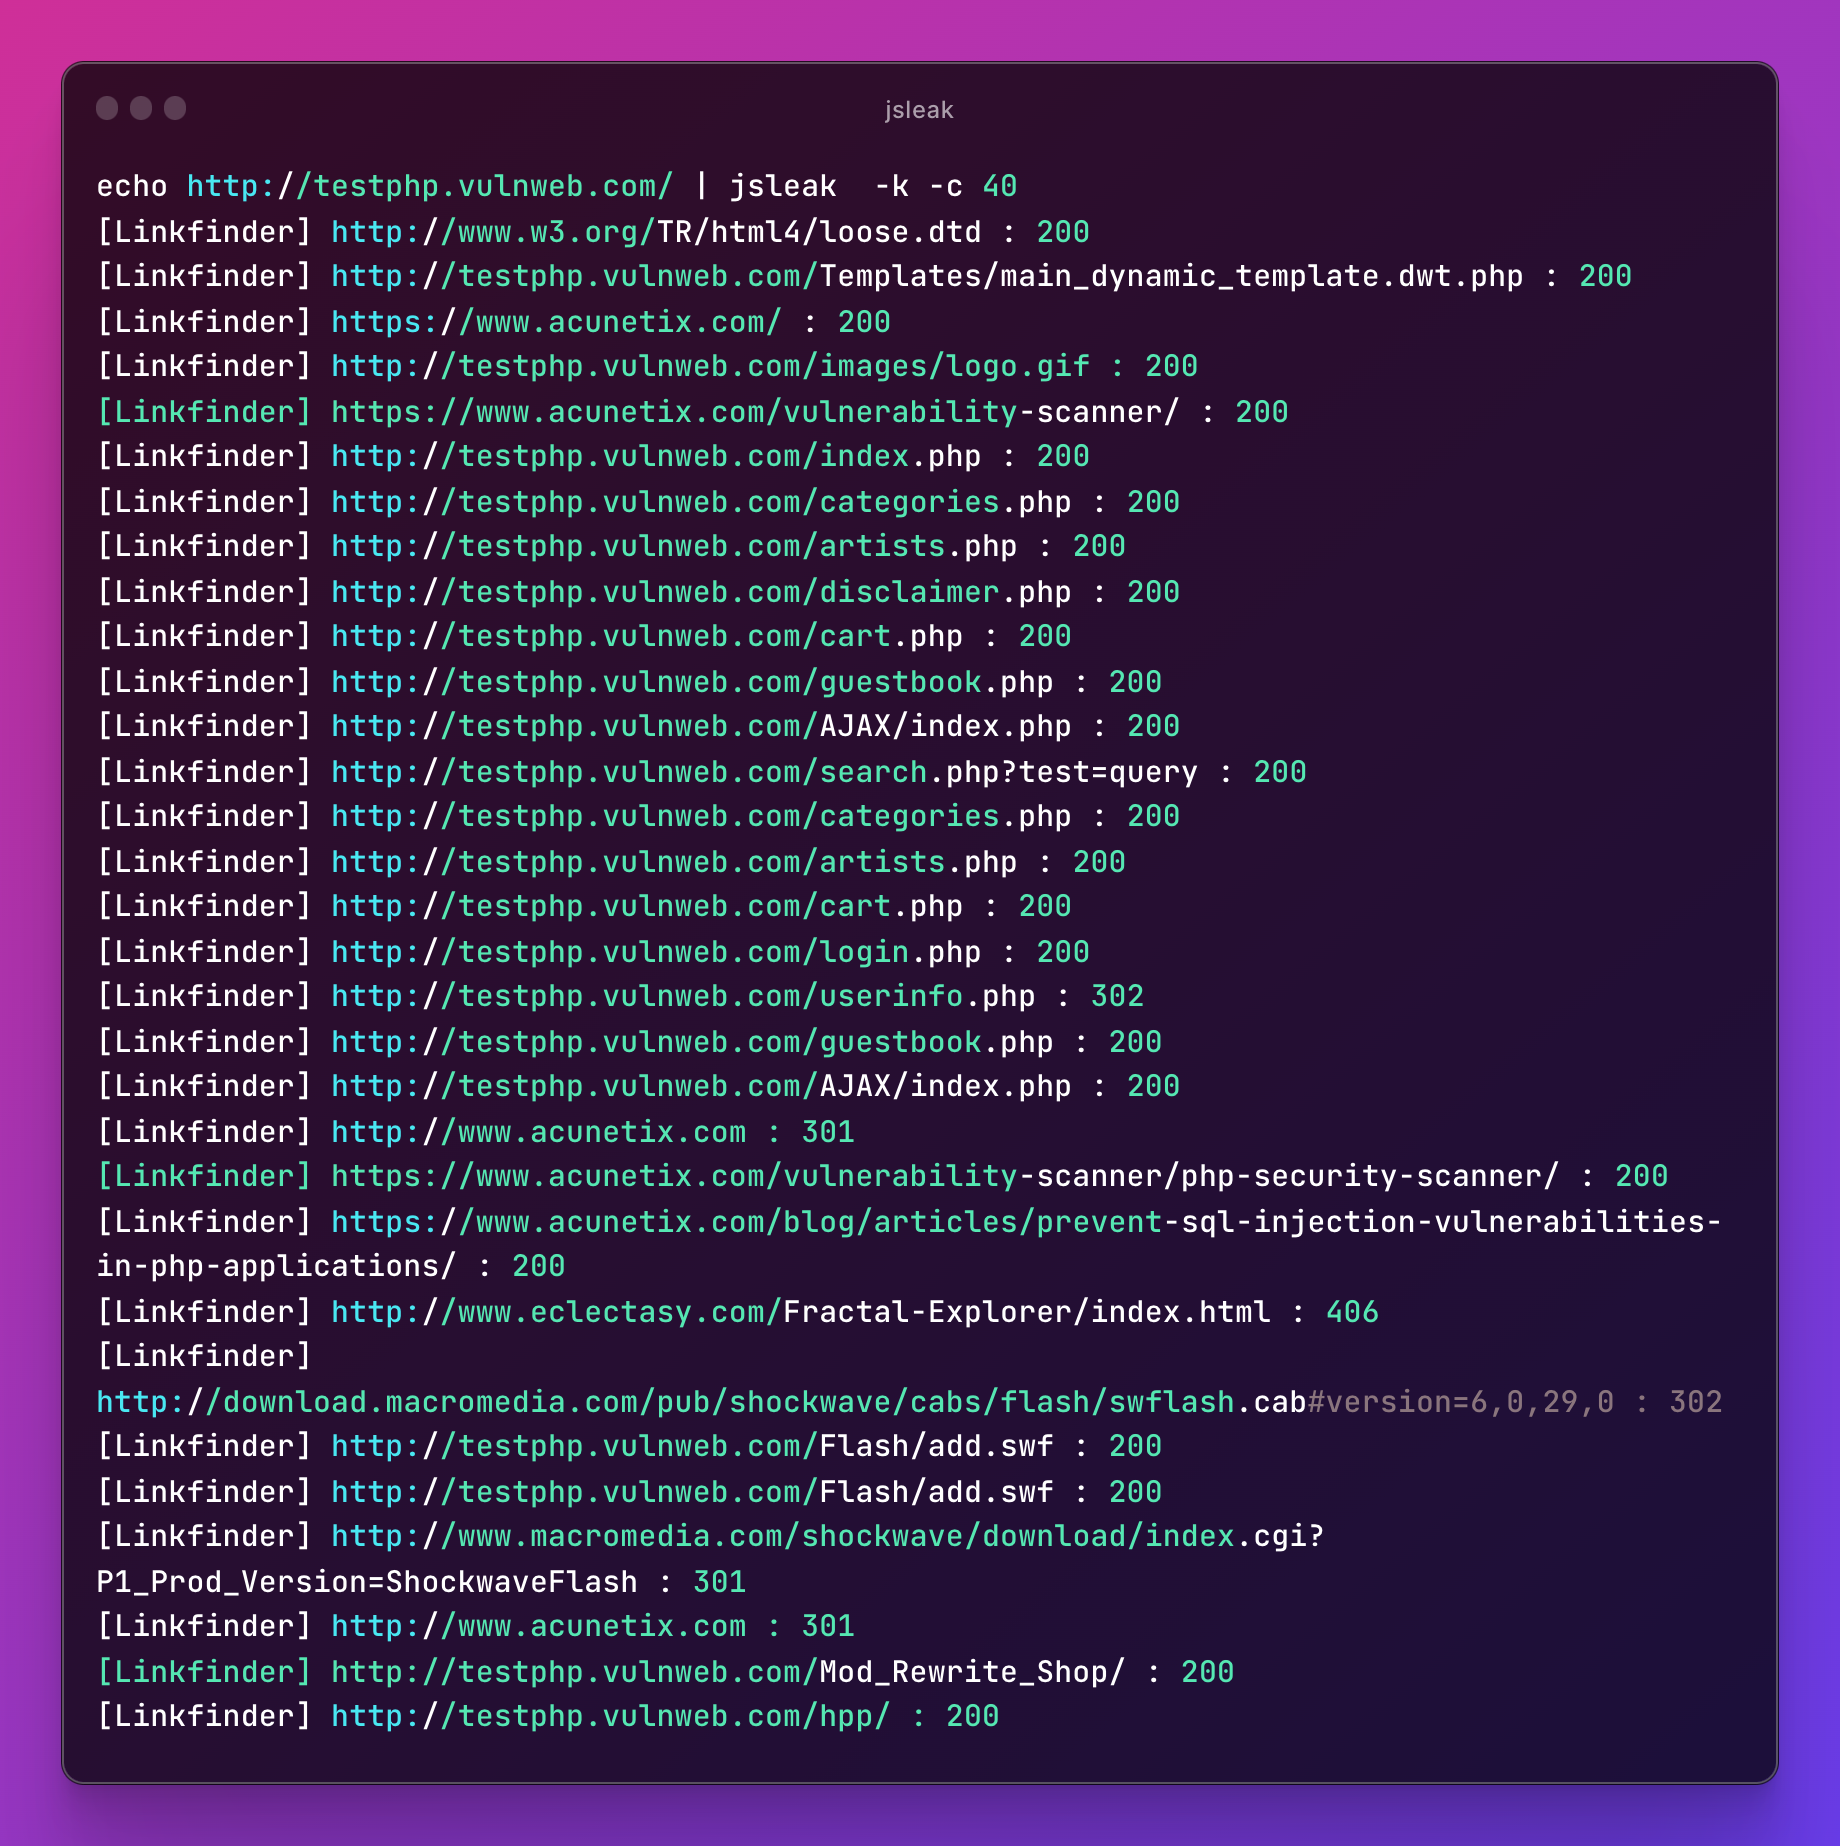 jsleak
echo http://testphp.vulnweb.com/ | jsleak  -k -c 40
[Linkfinder] http://www.w3.org/TR/html4/loose.dtd : 200
[Linkfinder] http://testphp.vulnweb.com/Templates/main_dynamic_template.dwt.php : 200
[Linkfinder] https://www.acunetix.com/ : 200
[Linkfinder] http://testphp.vulnweb.com/images/logo.gif : 200
[Linkfinder] https://www.acunetix.com/vulnerability-scanner/ : 200
[Linkfinder] http://testphp.vulnweb.com/index.php : 200
[Linkfinder] http://testphp.vulnweb.com/categories.php : 200
[Linkfinder] http://testphp.vulnweb.com/artists.php : 200
[Linkfinder] http://testphp.vulnweb.com/disclaimer.php : 200
[Linkfinder] http://testphp.vulnweb.com/cart.php : 200
[Linkfinder] http://testphp.vulnweb.com/guestbook.php : 200
[Linkfinder] http://testphp.vulnweb.com/AJAX/index.php : 200
[Linkfinder] http://testphp.vulnweb.com/search.php?test=query : 200
[Linkfinder] http://testphp.vulnweb.com/categories.php : 200
[Linkfinder] http://testphp.vulnweb.com/artists.php : 200
[Linkfinder] http://testphp.vulnweb.com/cart.php : 200
[Linkfinder] http://testphp.vulnweb.com/login.php : 200
[Linkfinder] http://testphp.vulnweb.com/userinfo.php : 302
[Linkfinder] http://testphp.vulnweb.com/guestbook.php : 200
[Linkfinder] http://testphp.vulnweb.com/AJAX/index.php : 200
[Linkfinder] http://www.acunetix.com : 301
[Linkfinder] https://www.acunetix.com/vulnerability-scanner/php-security-scanner/ : 200
[Linkfinder] https://www.acunetix.com/blog/articles/prevent-sql-injection-vulnerabilities-
in-php-applications/ : 200
[Linkfinder] http://www.eclectasy.com/Fractal-Explorer/index.html : 406
[Linkfinder]
http://download.macromedia.com/pub/shockwave/cabs/flash/swflash.cab#version=6,0,29,0 : 302
[Linkfinder] http://testphp.vulnweb.com/Flash/add.swf : 200
[Linkfinder] http://testphp.vulnweb.com/Flash/add.swf : 200
[Linkfinder] http://www.macromedia.com/shockwave/download/index.cgi?
P1_Prod_Version=ShockwaveFlash : 301
[Linkfinder] http://www.acunetix.com : 301
[Linkfinder] http://testphp.vulnweb.com/Mod_Rewrite_Shop/ : 200
[Linkfinder] http://testphp.vulnweb.com/hpp/ : 200